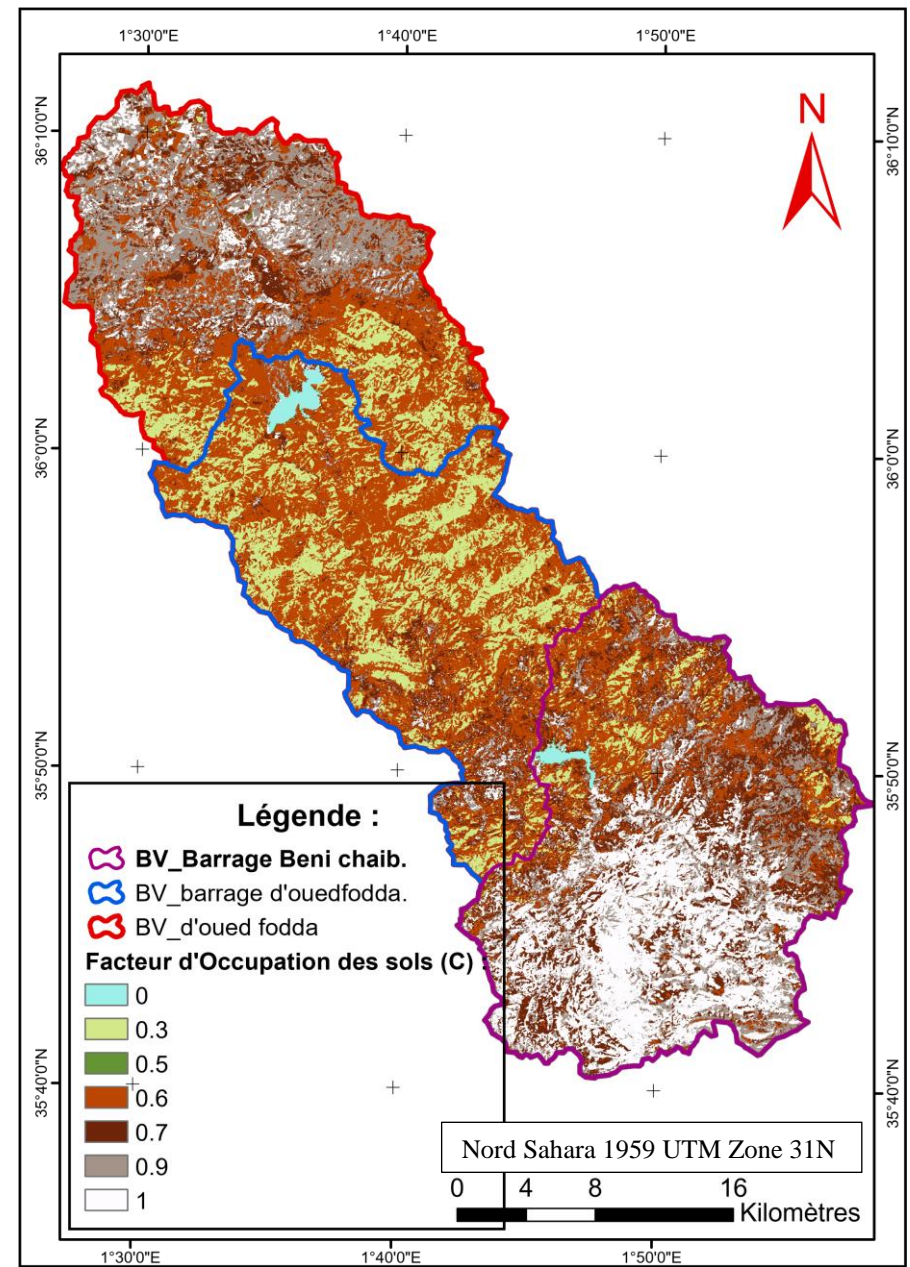 1°30'0"E 1°40'0"E 1°50'0"E
N
36°10'0"N 36°10'0"N
36°0'0"N 36°0'0"N
35°50'0"N 35°50'0"N
Légende :
BV_Barrage Beni chaib.
BV_barrage d'ouedfodda.
BV_d'oued fodda
Facteur d'Occupation des sols (C) :
0
0.3
0.5
0.6
0.7
0.9
1
35°40'0"N 35°40'0"N
Nord Sahara 1959 UTM Zone 31N
0 4 8 16
Kilomètres
1°30'0"E 1°40'0"E 1°50'0"E